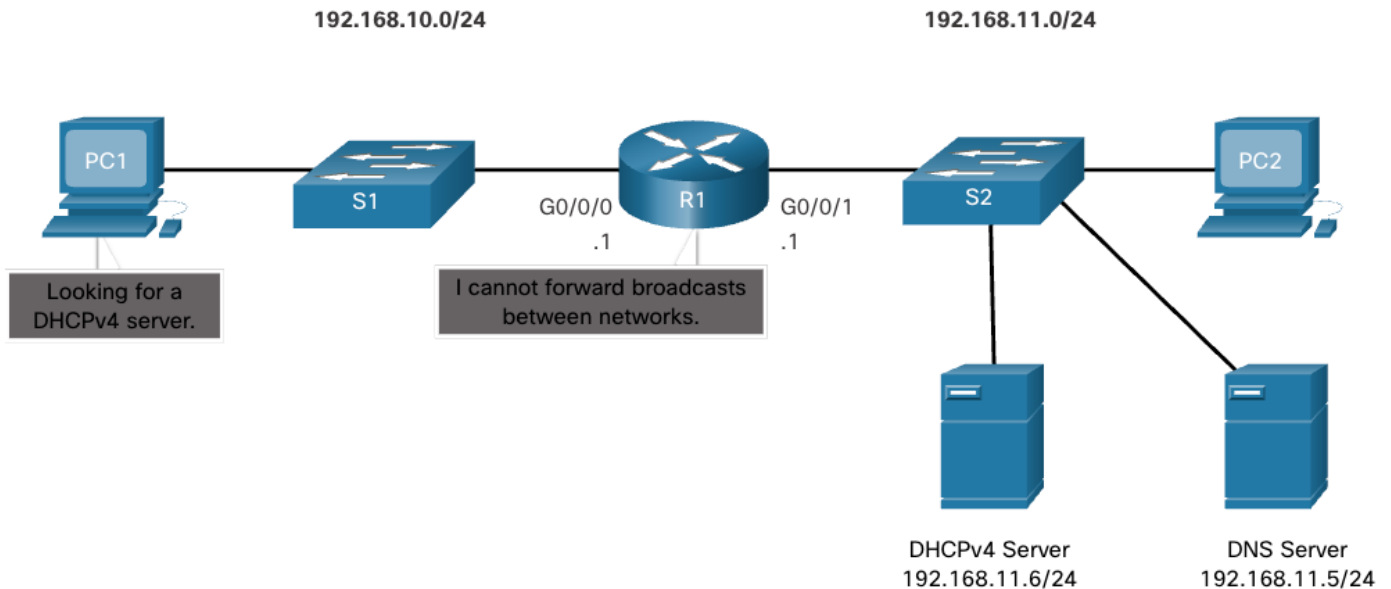 192.168.10.0/24
192.168.11.0/24
PC1
S1
R1
S2
PC2
G0/0/0
.1
G0/0/1
.1
Looking for a
DHCPv4 server.
I cannot forward broadcasts
between networks.
DHCPv4 Server
192.168.11.6/24
DNS Server
192.168.11.5/24